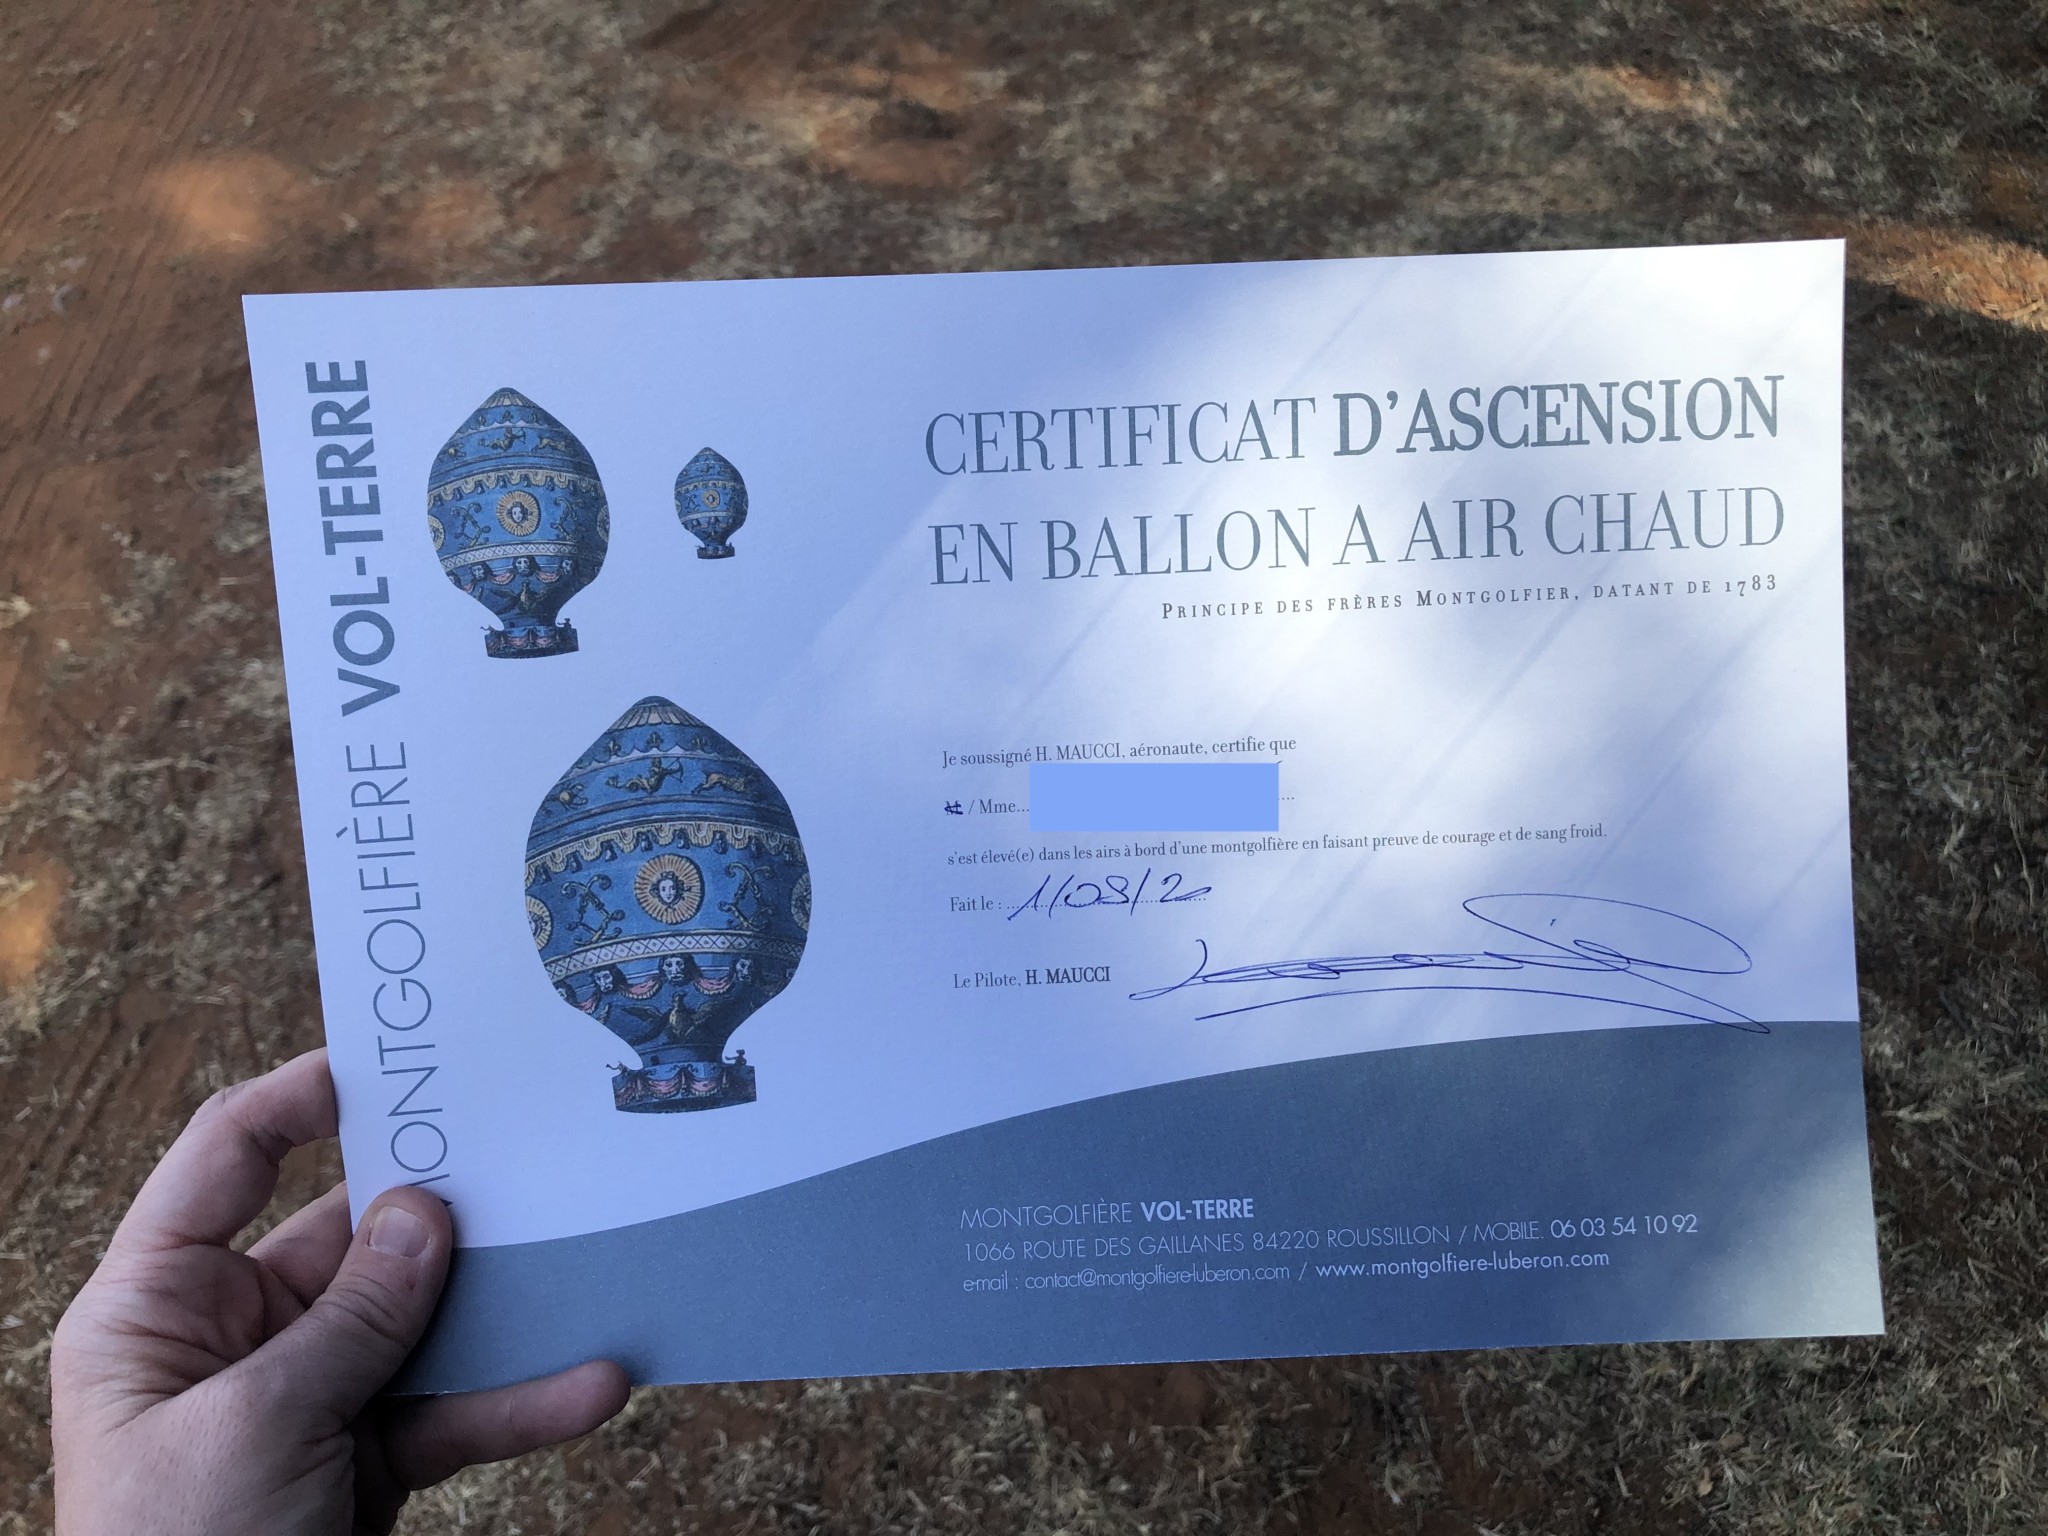 MONTGOLFIÈRE VOL-TERRE
CERTIFICAT D'ASCENSION
EN BALLON A AIR CHAUD
PRINCIPE DES FRÈRES MONTGOLFIER, DATANT DE 1783
Je soussigné H. MAUCCI, aéronaute, certifie que
M / Mme...
s'est élevé(e) dans les airs à bord d'une montgolfière en faisant preuve de courage et de sang froid.
Fait le : 1/08/20
Le Pilote, H. MAUCCI
MONTGOLFIÈRE VOL-TERRE
1066 ROUTE DES GAILLANES 84220 ROUSSILLON / MOBILE. 06 03 54 10 92
e-mail : contact@montgolfiere-luberon.com / www.montgolfiere-luberon.com